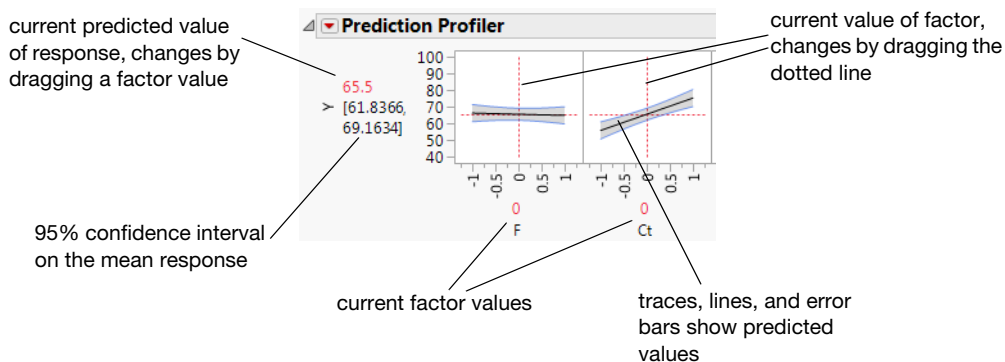 current predicted value
of response, changes by
dragging a factor value
Prediction Profiler
current value of factor,
changes by dragging the
dotted line
65.5
Y
[61.8366,
69.1634]
100
90
80
70
60
50
40
-1
-0.5
0
0.5
1
-1
-0.5
0
0.5
1
0
F
0
Ct
95% confidence interval
on the mean response
current factor values
traces, lines, and error
bars show predicted
values